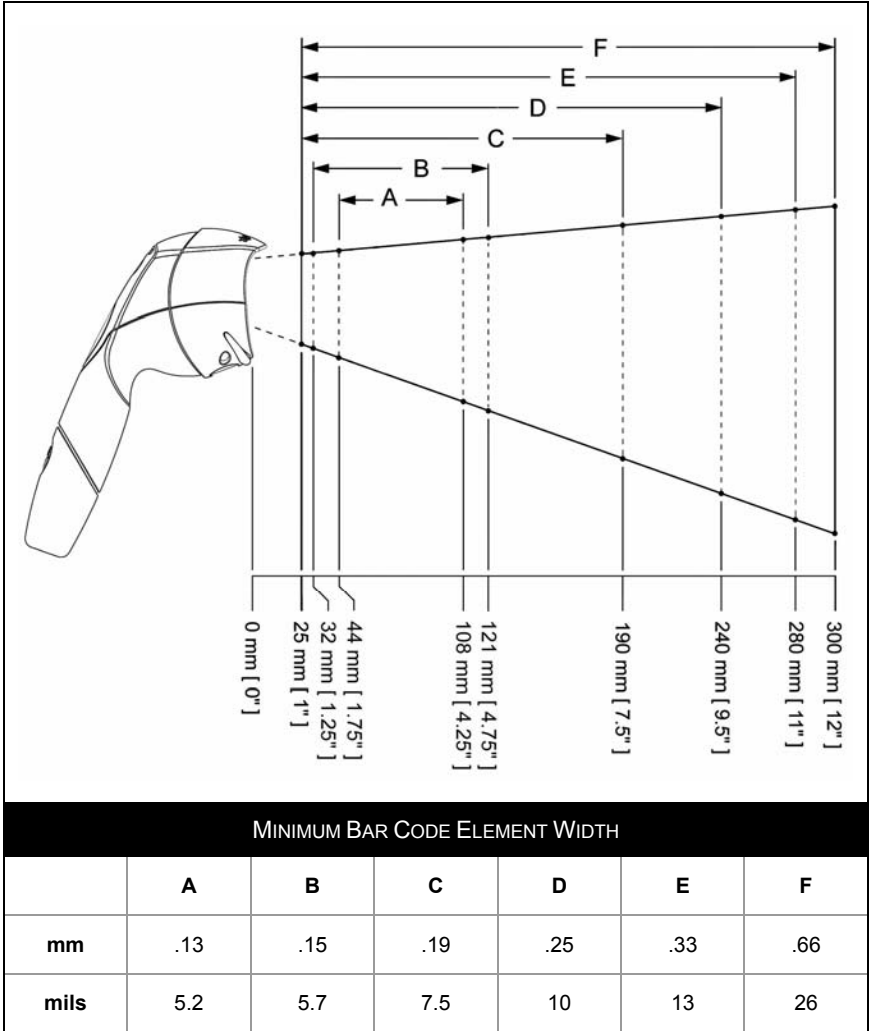 F
E
D
C
B
A
0 mm [ 0" ]
25 mm [ 1" ]
32 mm [ 1.25" ]
44 mm [ 1.75" ]
108 mm [ 4.25" ]
121 mm [ 4.75" ]
190 mm [ 7.5" ]
240 mm [ 9.5" ]
280 mm [ 11" ]
300 mm [ 12" ]
MINIMUM BAR CODE ELEMENT WIDTH
A B C D E F
mm .13 .15 .19 .25 .33 .66
mils 5.2 5.7 7.5 10 13 26